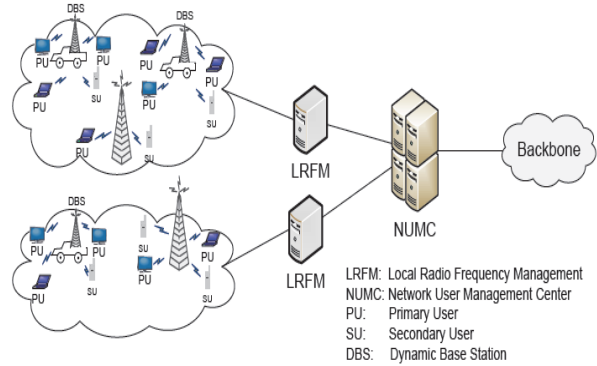 DBS
DBS
PU
PU
PU
PU
PU
SU
PU
SU
PU
SU
LRFM
Backbone
NUMC
DBS
SU
PU
PU
PU
PU
SU
PU
SU
LRFM
LRFM: Local Radio Frequency Management
NUMC: Network User Management Center
PU: Primary User
SU: Secondary User
DBS: Dynamic Base Station